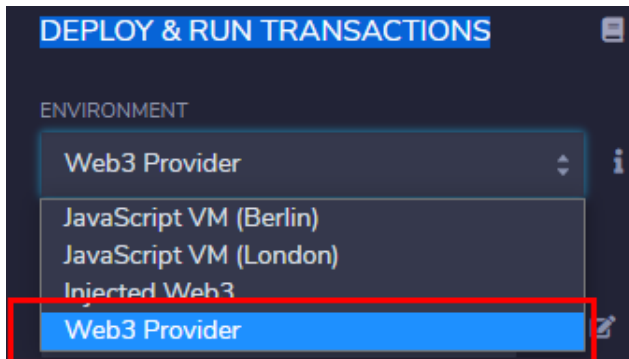 DEPLOY & RUN TRANSACTIONS
ENVIRONMENT
Web3 Provider
JavaScript VM (Berlin)
JavaScript VM (London)
Injected Web3
Web3 Provider